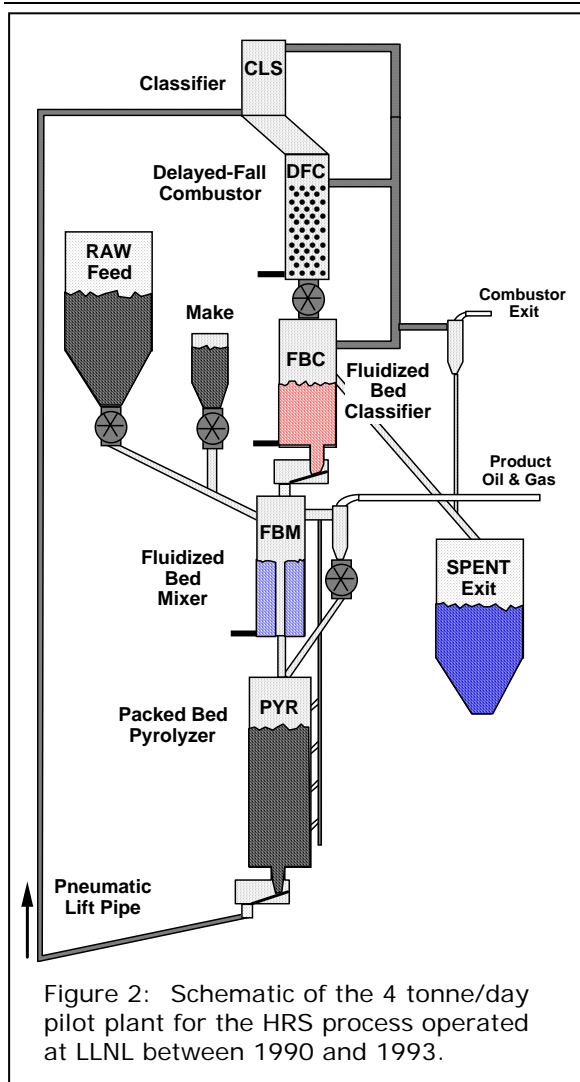 CLS
Classifier
Delayed-Fall
Combustor
DFC
RAW
Feed
Make
Combustor
Exit
FBC
Fluidized
Bed
Classifier
Product
Oil & Gas
FBM
Fluidized
Bed
Mixer
SPENT
Exit
PYR
Packed Bed
Pyrolyzer
Pneumatic
Lift Pipe
Figure 2: Schematic of the 4 tonne/day
pilot plant for the HRS process operated
at LLNL between 1990 and 1993.